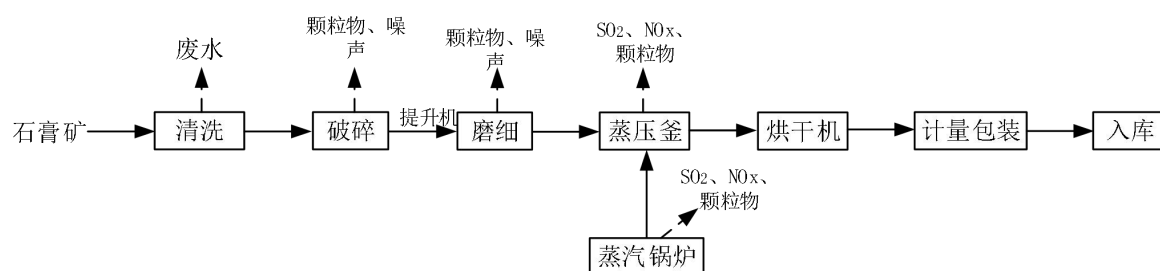 废水
颗粒物、噪
声
颗粒物、噪
声
SO2、NOx、
颗粒物
石膏矿
清洗
破碎
提升机
磨细
蒸压釜
烘干机
计量包装
入库
SO2、NOx、
颗粒物
蒸汽锅炉